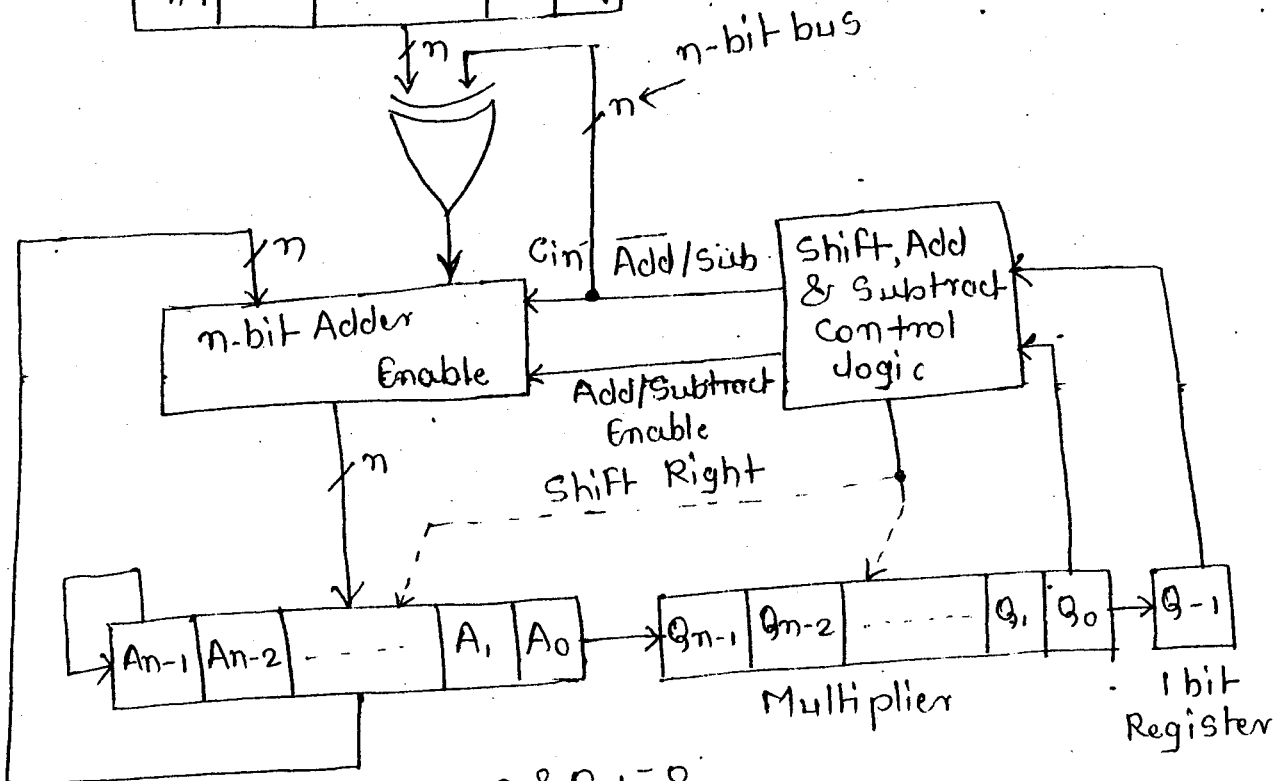 n
n-bit bus
n
n
Cin
Add/Sub
Shift, Add
& Subtract
Control
logic
n-bit Adder
Enable
Add/Subtract
Enable
n
Shift Right
An-1 An-2 ----- A1 A0
Qn-1 Qn-2 ------- Q1 Q0
Q-1
Multiplier
1 bit
Register